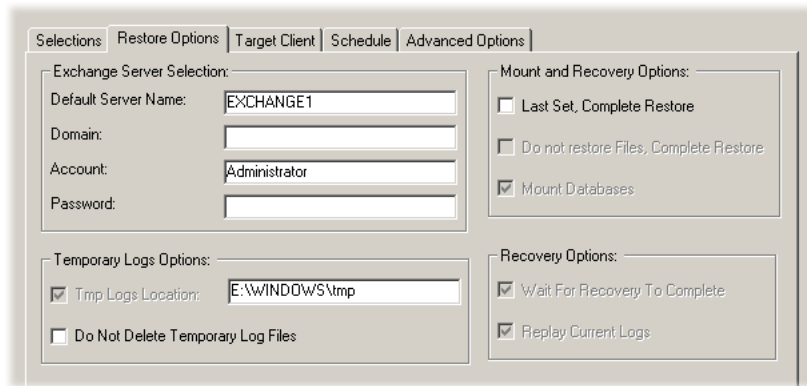 Selections Restore Options Target Client Schedule Advanced Options
Exchange Server Selection:
Default Server Name: EXCHANGE1
Domain:
Account: Administrator
Password:
Temporary Logs Options:
Tmp Logs Location: E:\WINDOWS\tmp
Do Not Delete Temporary Log Files
Mount and Recovery Options:
Last Set, Complete Restore
Do not restore Files, Complete Restore
Mount Databases
Recovery Options:
Wait For Recovery To Complete
Replay Current Logs